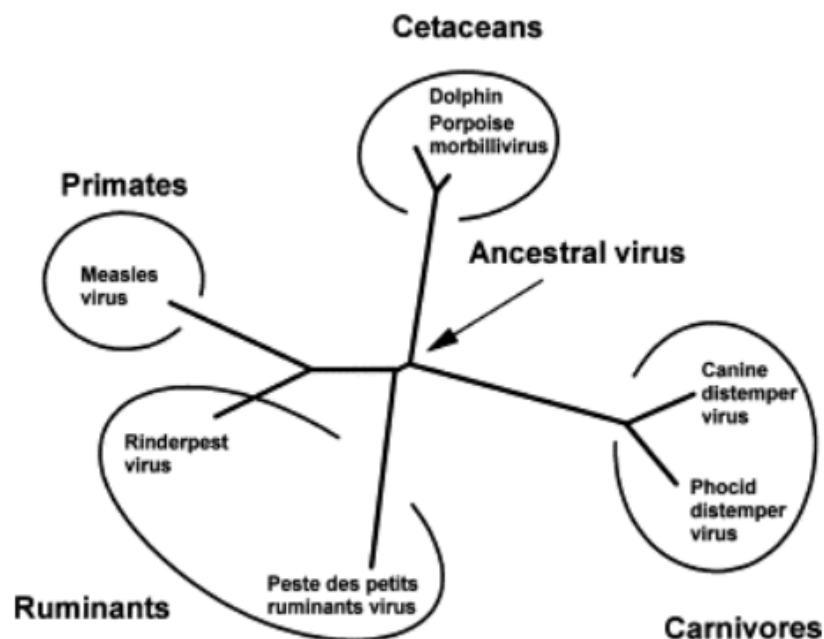 Cetaceans
Dolphin
Porpoise
morbillivirus
Primates
Measles
virus
Ancestral virus
Canine
distemper
virus
Rinderpest
virus
Phocid
distemper
virus
Peste des petits
ruminants virus
Ruminants
Carnivores